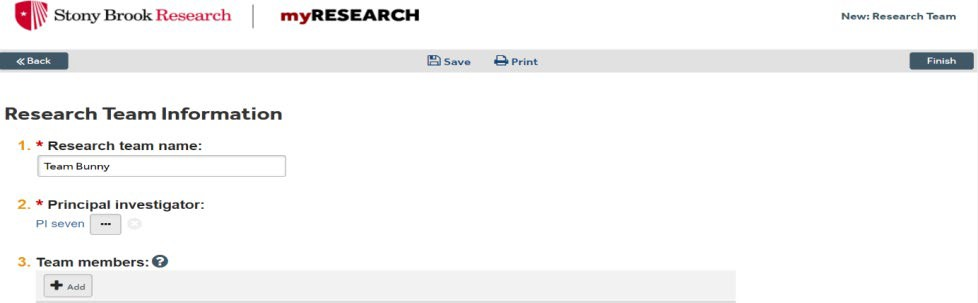 Stony Brook Research myRESEARCH New: Research Team
« Back Save Print Finish
Research Team Information
1. * Research team name:
Team Bunny
2. * Principal investigator:
PI seven ...
3. Team members: ?
+ Add